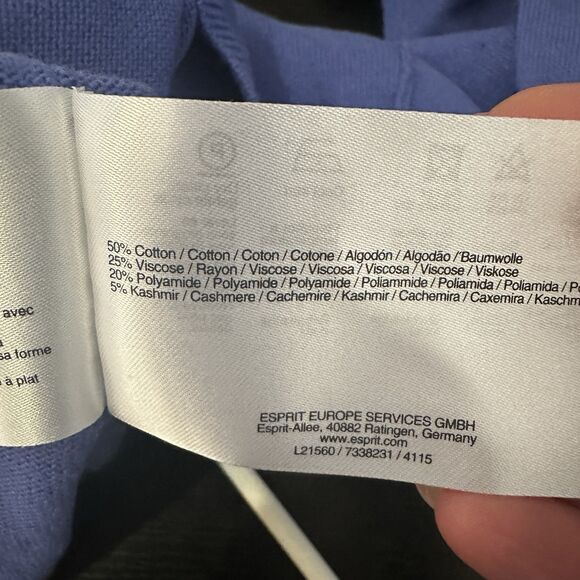 avec
sa forme
à plat
50% Cotton / Cotton / Coton / Cotone / Algodón / Algodão / Baumwolle
25% Viscose / Rayon / Viscose / Viscosa / Viscosa / Viscose / Viskose
20% Polyamide / Polyamide / Polyamide / Poliammide / Poliamida / Poliamida /
5% Kashmir / Cashmere / Cachemire / Kashmir / Cachemira / Caxemira /
ESPRIT EUROPE SERVICES GMBH
Esprit-Allee, 40882 Ratingen, Germany
www.esprit.com
L21560 / 7338231 / 4115